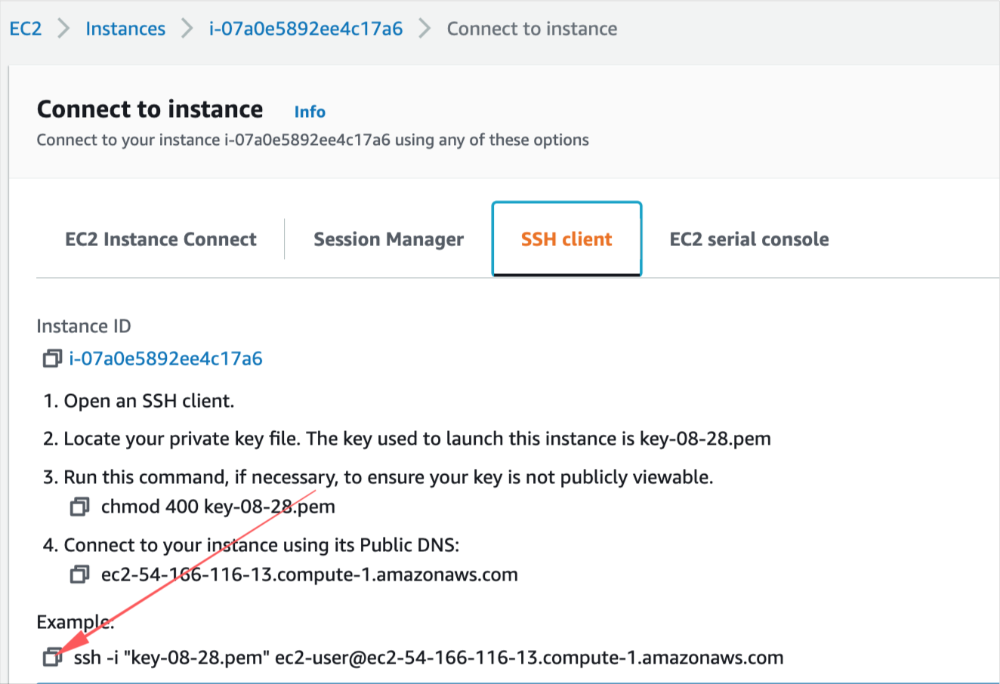 EC2 Instances i-07a0e5892ee4c17a6 Connect to instance
Connect to instance Info
Connect to your instance i-07a0e5892ee4c17a6 using any of these options
EC2 Instance Connect Session Manager SSH client EC2 serial console
Instance ID
i-07a0e5892ee4c17a6
1. Open an SSH client.
2. Locate your private key file. The key used to launch this instance is key-08-28.pem
3. Run this command, if necessary, to ensure your key is not publicly viewable.
chmod 400 key-08-28.pem
4. Connect to your instance using its Public DNS:
ec2-54-166-116-13.compute-1.amazonaws.com
Example:
ssh -i "key-08-28.pem" ec2-user@ec2-54-166-116-13.compute-1.amazonaws.com